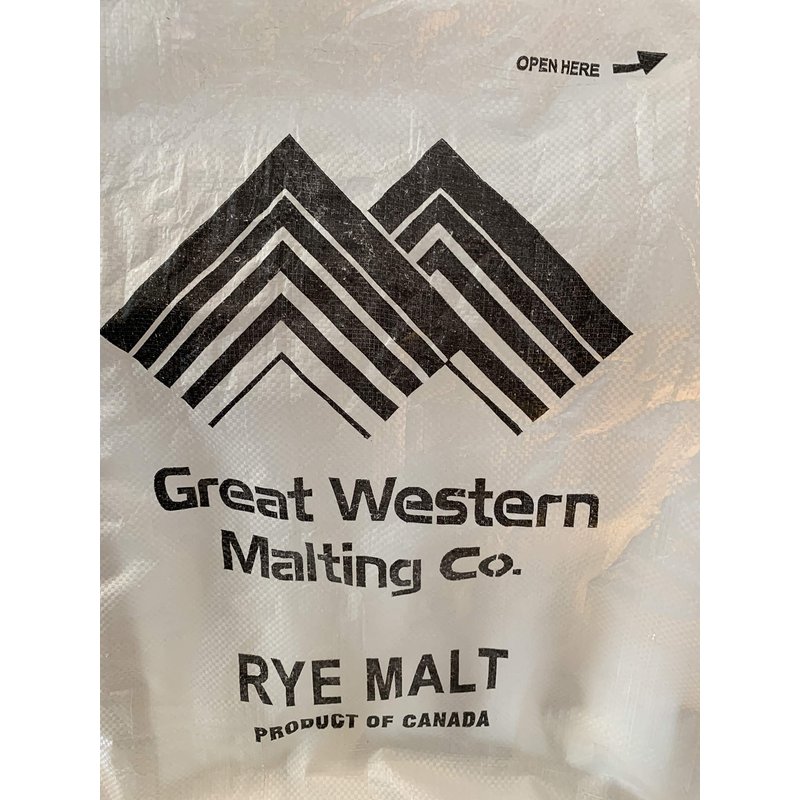 OPEN HERE
Great Western
Malting Co.
RYE MALT
PRODUCT OF CANADA